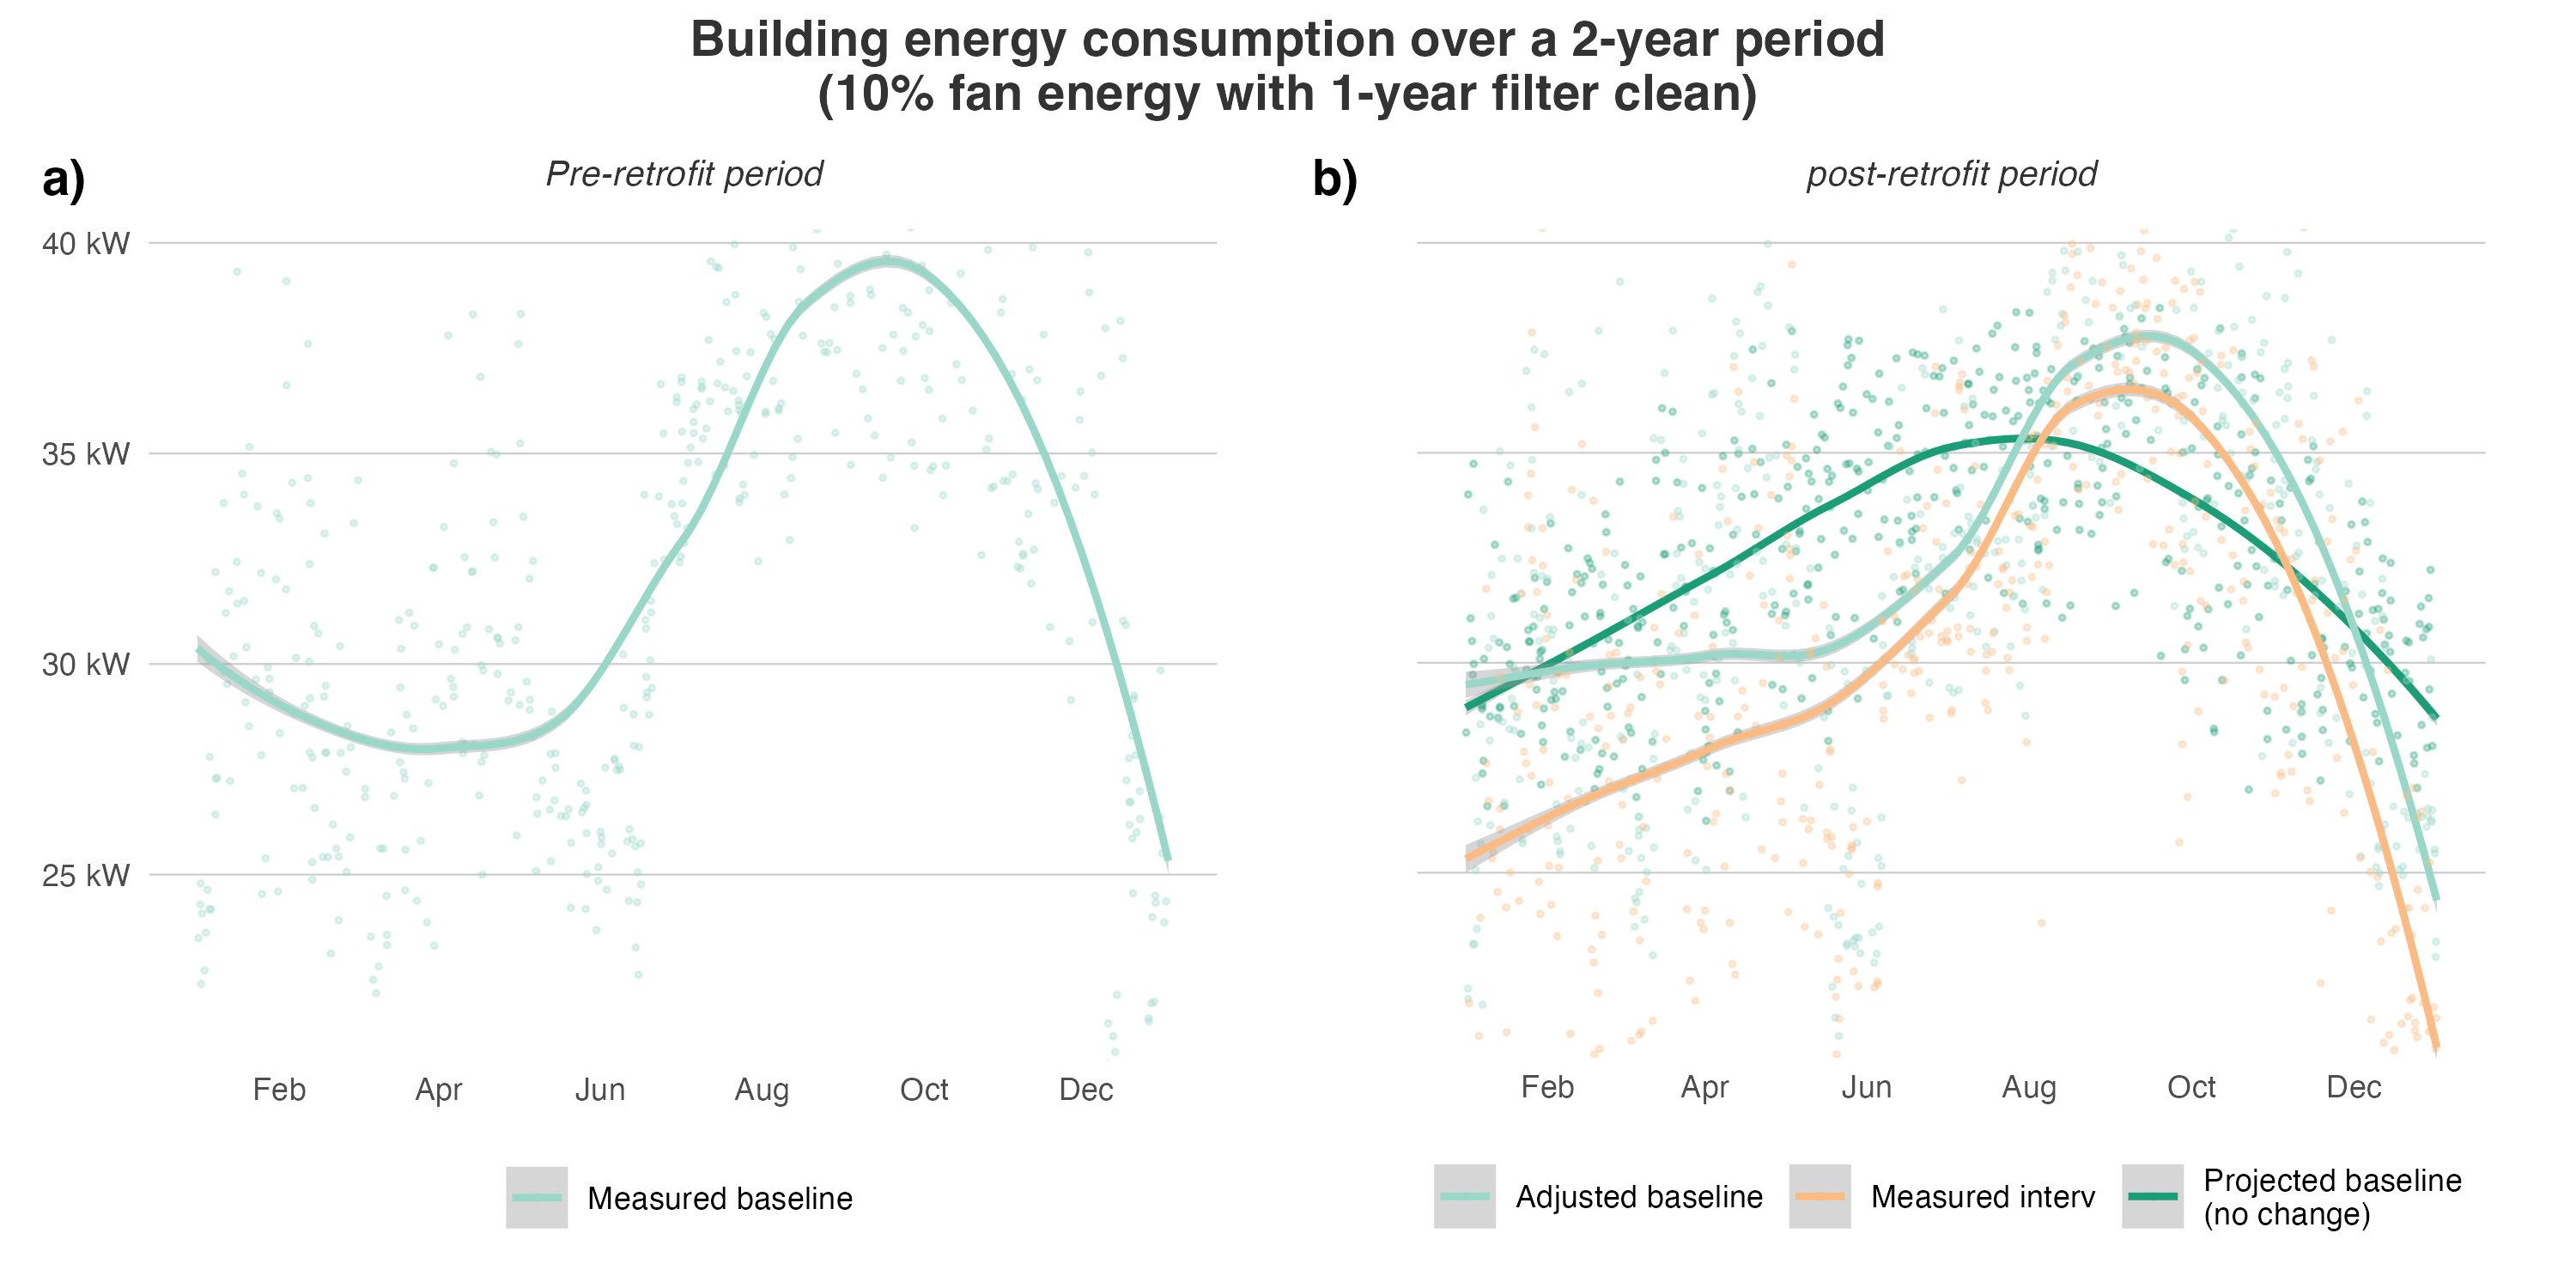 Building energy consumption over a 2-year period
(10% fan energy with 1-year filter clean)
a)
Pre-retrofit period
b)
post-retrofit period
40 kW
35 kW
30 kW
25 kW
Feb
Apr
Jun
Aug
Oct
Dec
Feb
Apr
Jun
Aug
Oct
Dec
Measured baseline
Adjusted baseline
Measured interv
Projected baseline
(no change)